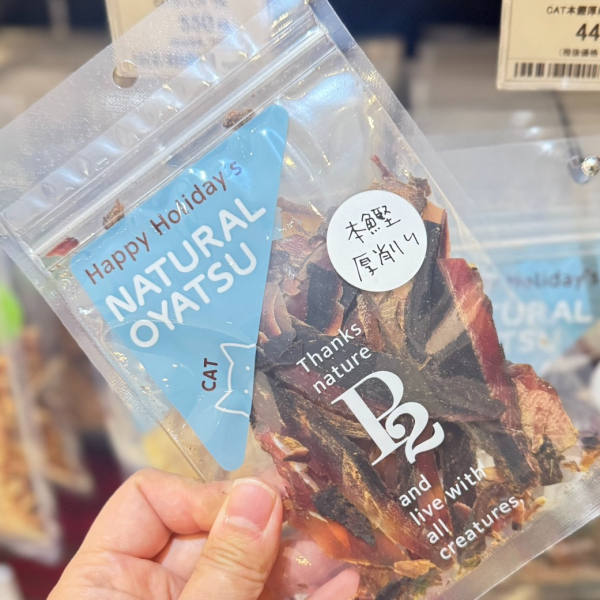 Happy Holiday's
NATURAL
OYATSU
CAT
本鰹
厚削り
Thanks
nature
P2
and
live with
all
creatures,
CAT本鰹厚
44
URAL